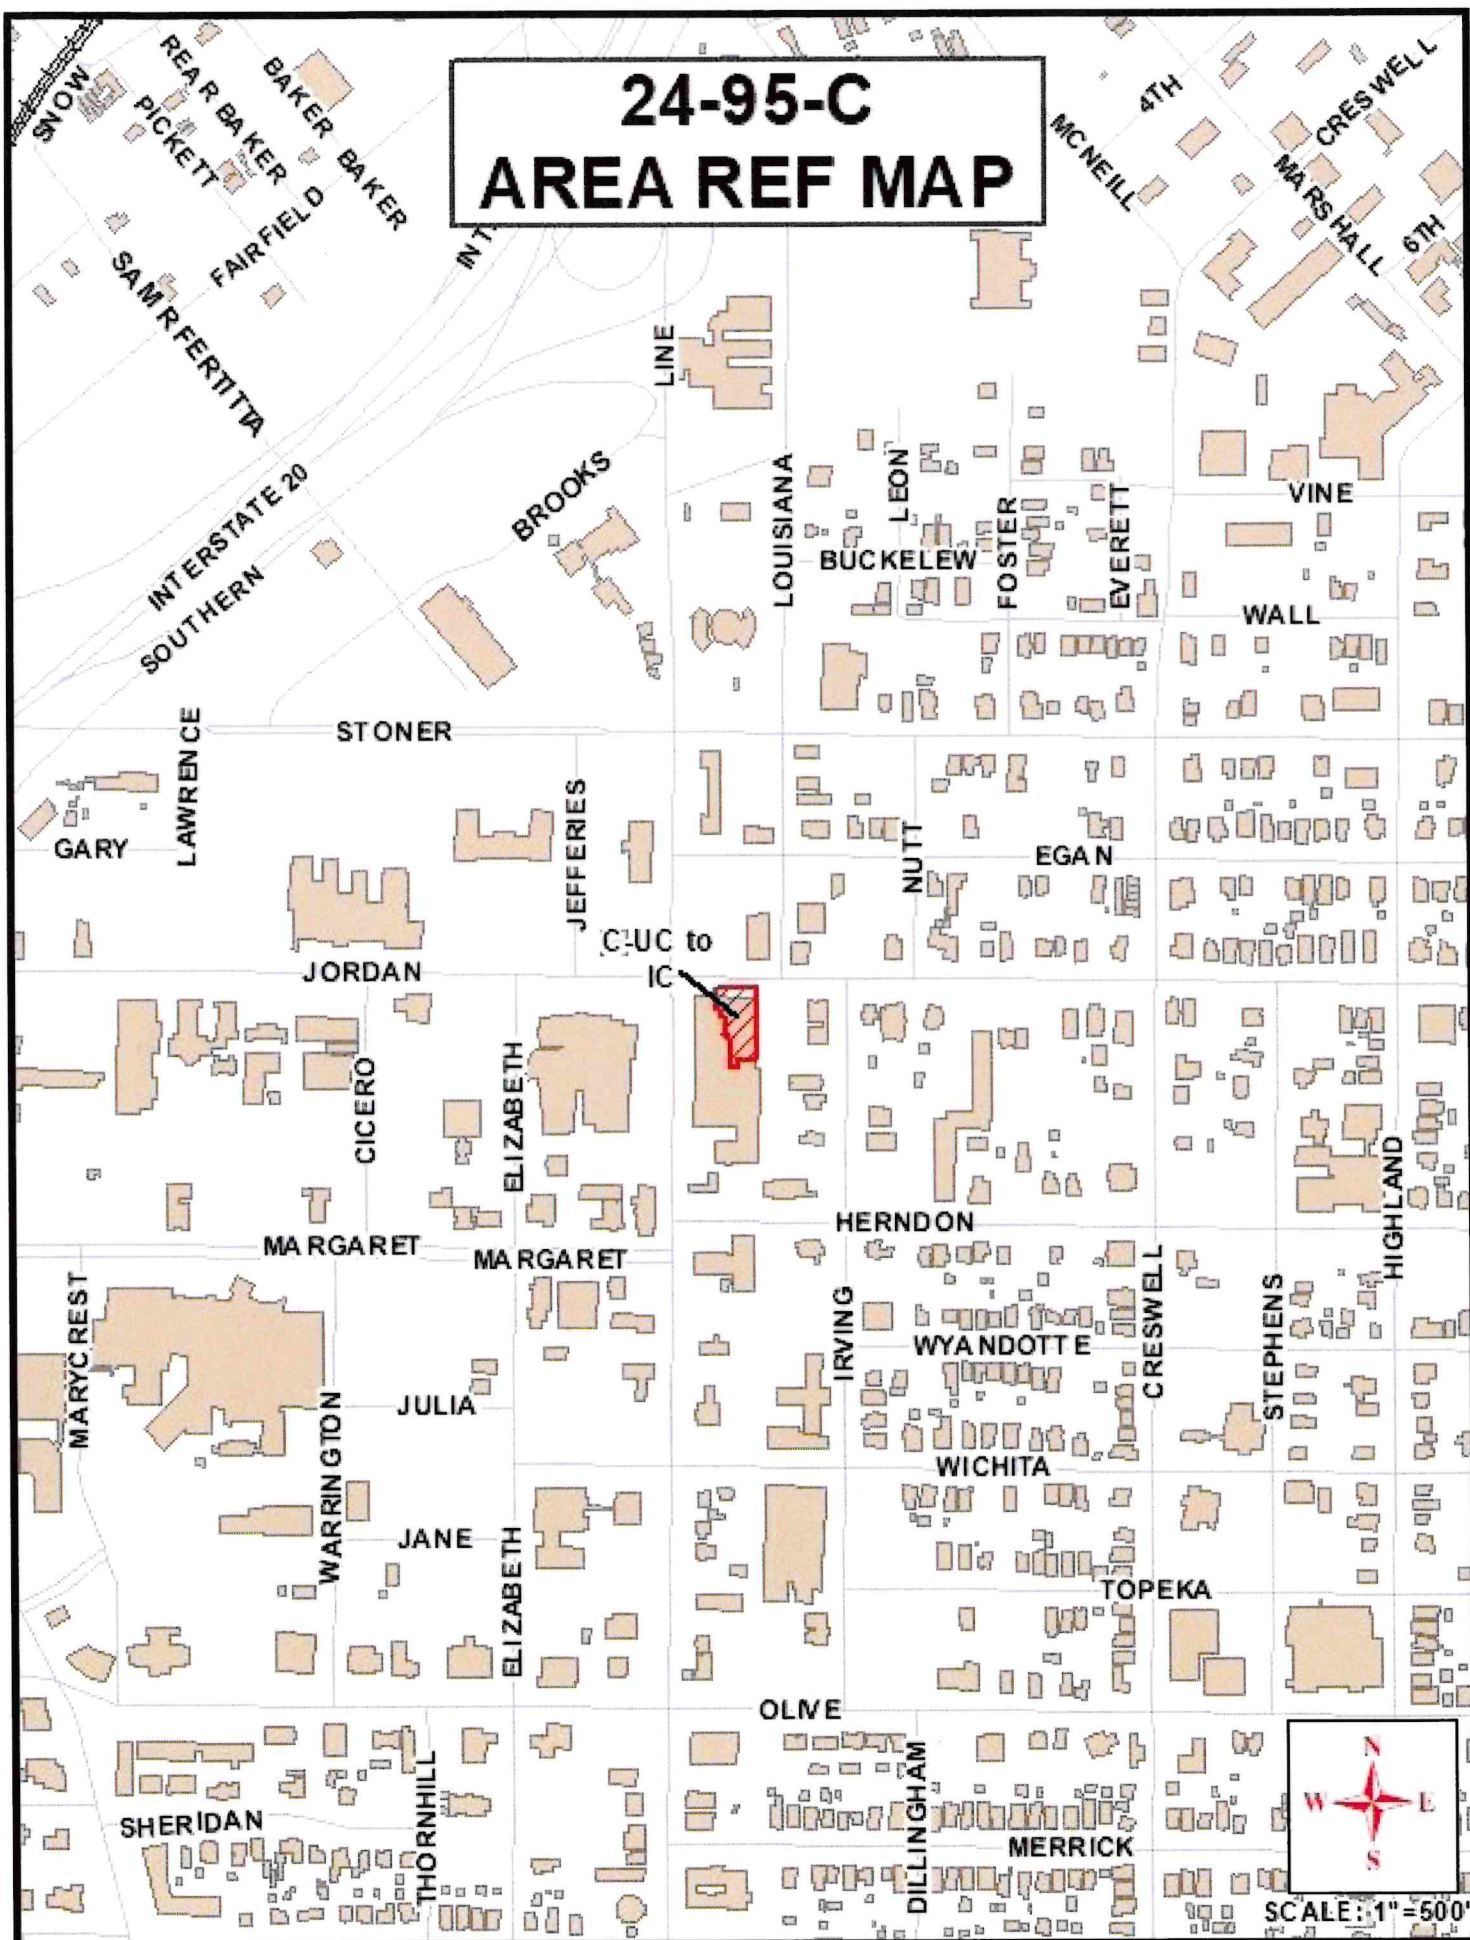 24-95-C
AREA REF MAP
SNOW
PICKETT
REAR BAKER
BAKER
BAKER
FAIRFIELD
SAM R FERTITTA
INT
MCNEILL
4TH
CRESWELL
MARSHALL
6TH
LINE
INTERSTATE 20
SOUTHERN
BROOKS
LOUISIANA
LEON
BUCKELEW
FOSTER
EVERETT
VINE
WALL
LAWRENCE
STONER
GARY
JEFFERIES
NUTT
EGAN
C-UC to
IC
JORDAN
CICERO
ELIZABETH
HERNDON
HIGHLAND
MARGARET
MARGARET
MARYCREST
IRVING
WYANDOTTE
CRESWELL
STEPHENS
JULIA
WARRINGTON
WICHITA
JANE
ELIZABETH
TOPEKA
OLIVE
SHERIDAN
THORNHILL
DILLINGHAM
MERRICK
N
W E
S
SCALE: 1"=500'